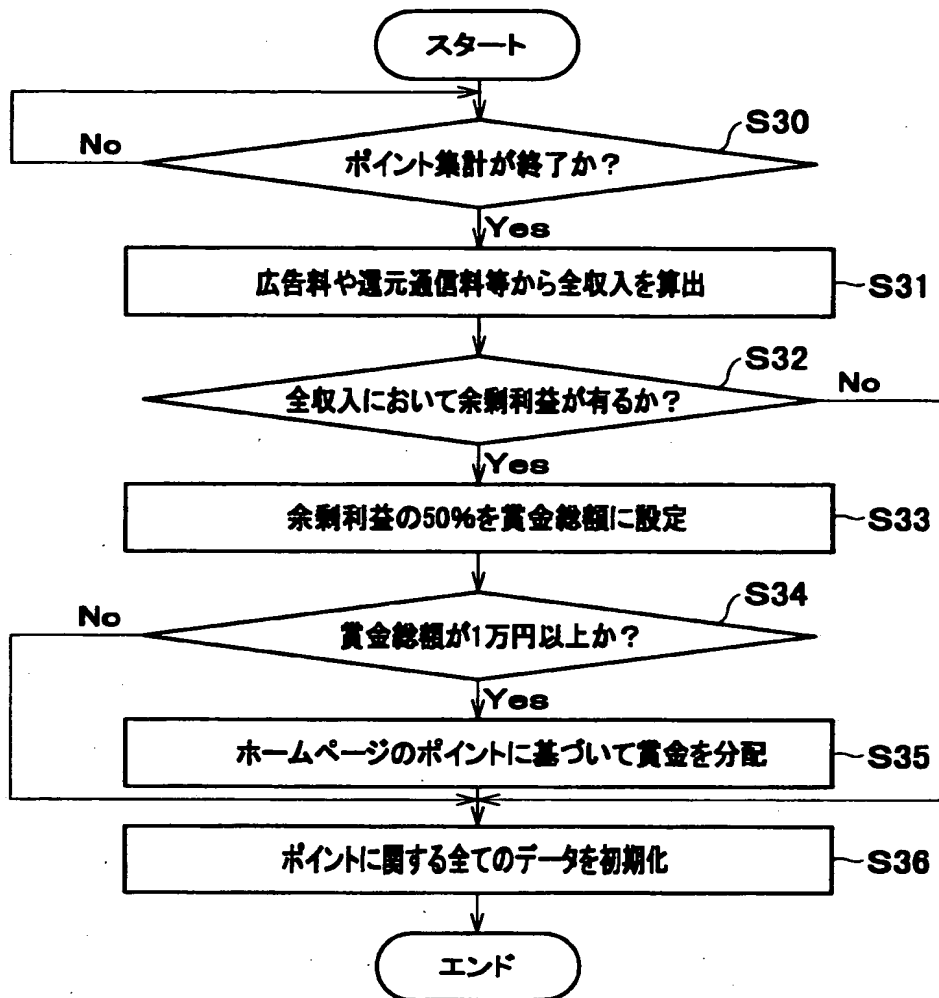 スタート
S30
No
ポイント集計が終了か?
Yes
広告料や還元通信料等から全収入を算出
S31
S32
No
全収入において余剰利益が有るか?
Yes
余剰利益の50%を賞金総額に設定
S33
S34
No
賞金総額が1万円以上か?
Yes
ホームページのポイントに基づいて賞金を分配
S35
ポイントに関する全てのデータを初期化
S36
エンド